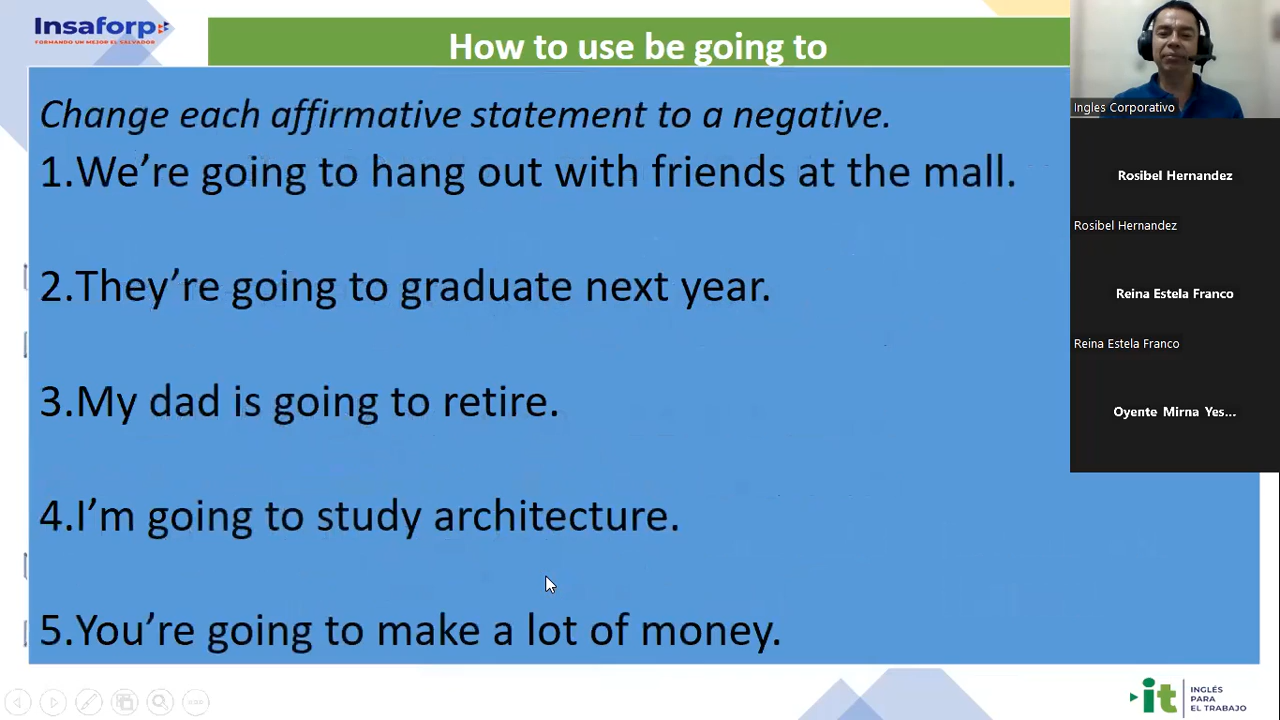 Insaforp
FORMANDO UN MEJOR EL SALVADOR
How to use be going to
Change each affirmative statement to a negative.
1.We’re going to hang out with friends at the mall.
2.They’re going to graduate next year.
3.My dad is going to retire.
4.I’m going to study architecture.
5.You’re going to make a lot of money.
Ingles Corporativo
Rosibel Hernandez
Rosibel Hernandez
Reina Estela Franco
Reina Estela Franco
Oyente Mirna Yes...
it
INGLÉS
PARA
EL TRABAJO